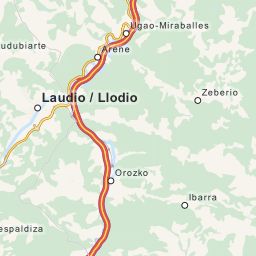 Ugao-Miraballes
udubiarte
Arene
Zeberio
Laudio / Llodio
Orozko
Ibarra
espaldiza